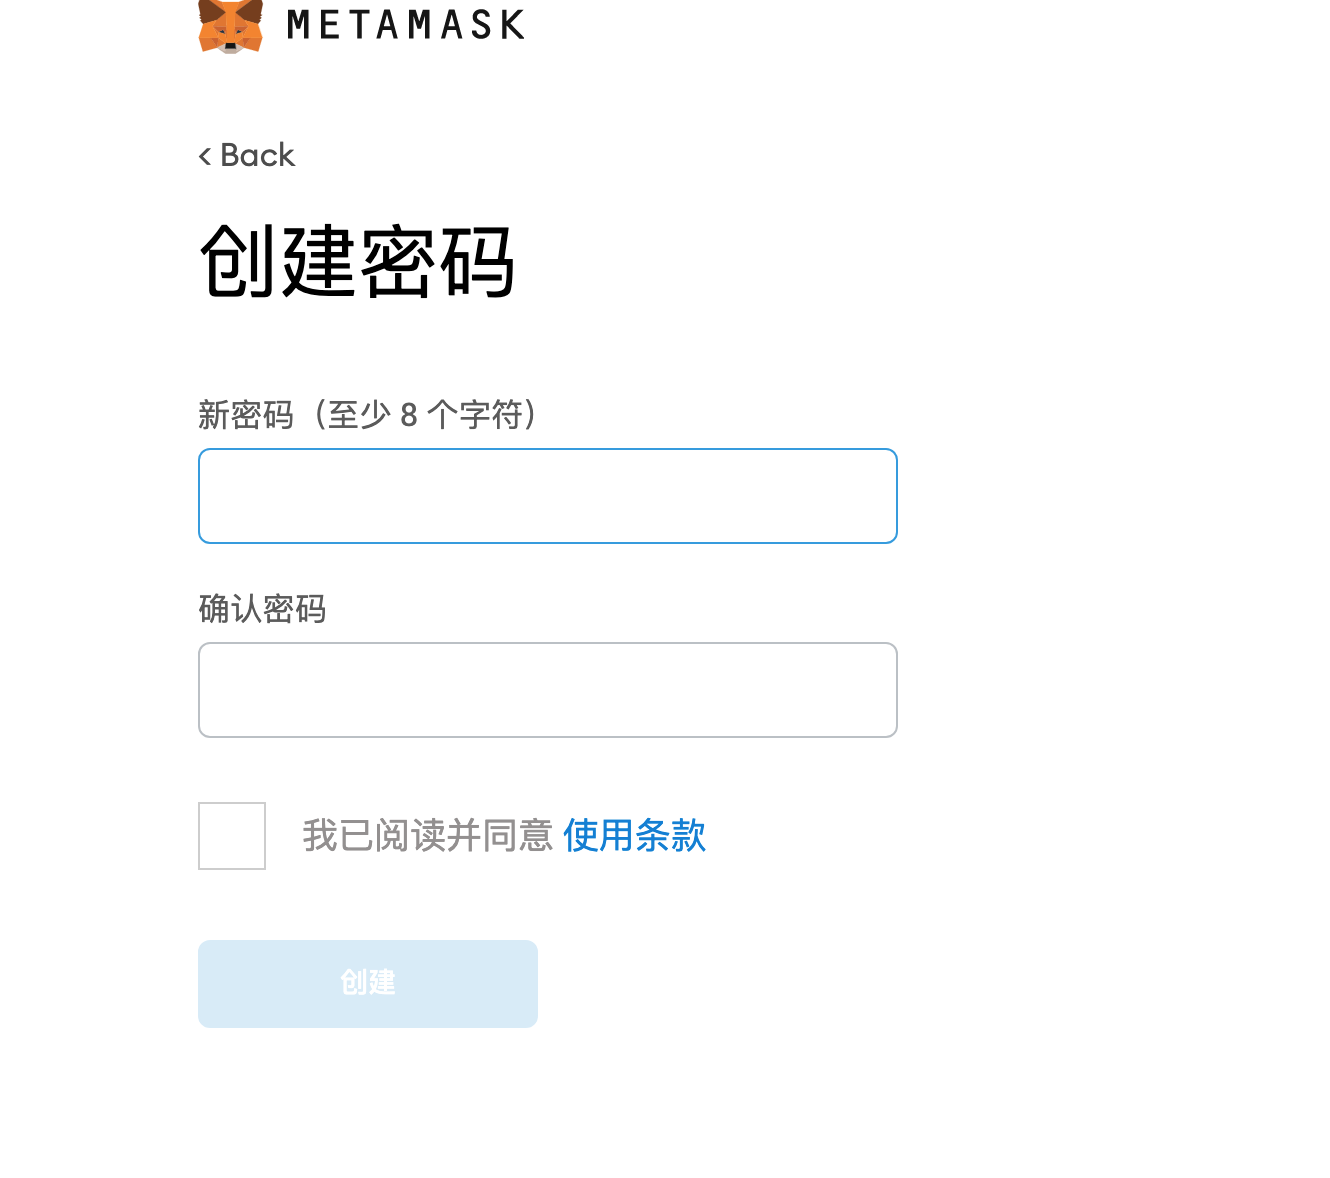 METAMASK
< Back
创建密码
新密码（至少 8 个字符）
确认密码
我已阅读并同意 使用条款
创建